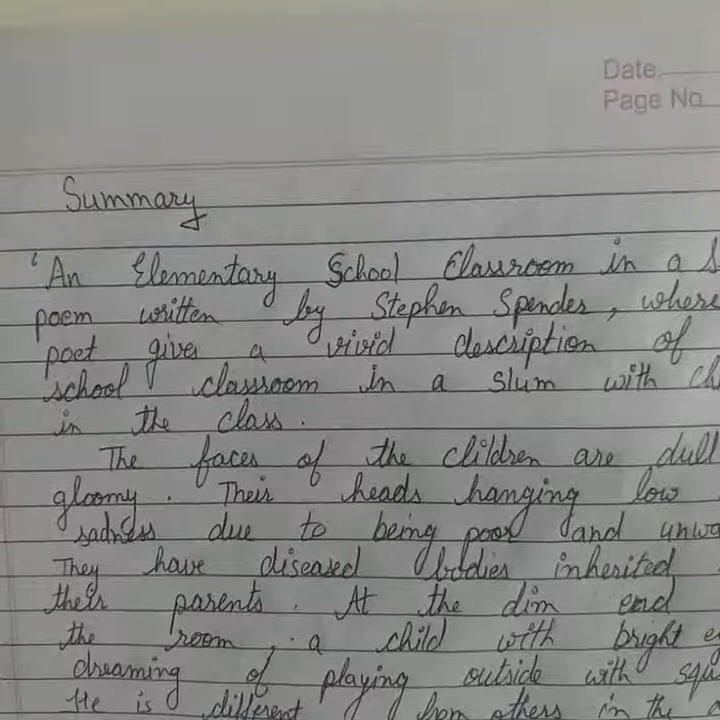 Date
Page No
Summary
' An Elementary School Classroom in a
poem written by Stephen Spender, where
poet gives a vivid description of
school classroom in a slum with
in the class.
The faces of the children are dull
gloomy. Their heads hanging low
sadness due to being poor and
They have diseased bodies inherited
their parents. At the dim end
the room, a child with bright
dreaming of playing outside with
He is different from others in the